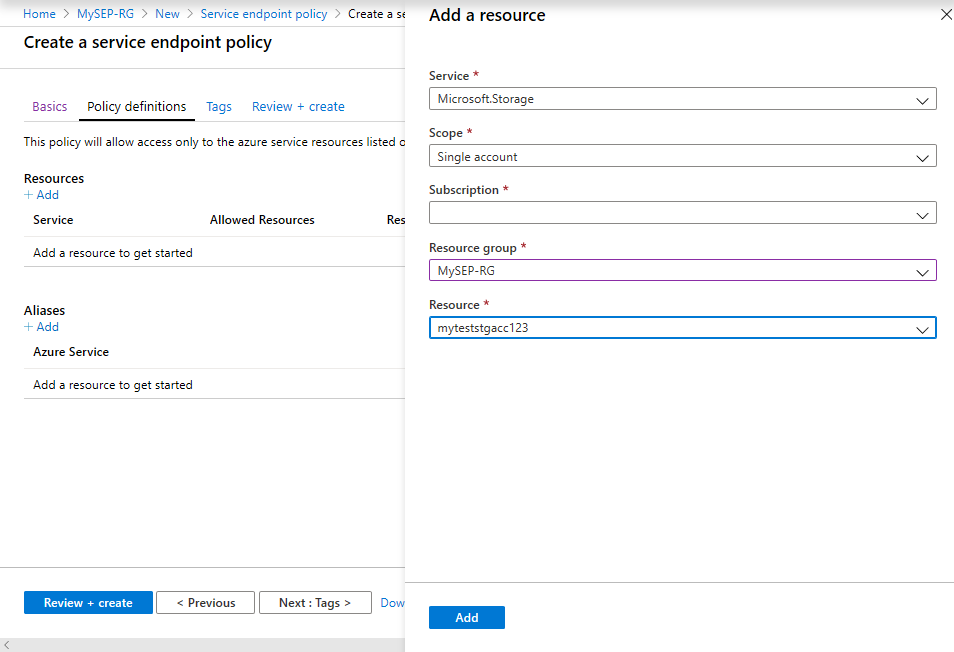 Home > MySEP-RG > New > Service endpoint policy > Create a se
Create a service endpoint policy
Basics Policy definitions Tags Review + create
This policy will allow access only to the azure service resources listed o
Resources
+ Add
Service Allowed Resources Res
Add a resource to get started
Aliases
+ Add
Azure Service
Add a resource to get started
Review + create < Previous Next : Tags > Dow
Add a resource
Service *
Microsoft.Storage
Scope *
Single account
Subscription *
Resource group *
MySEP-RG
Resource *
myteststgacc123
Add